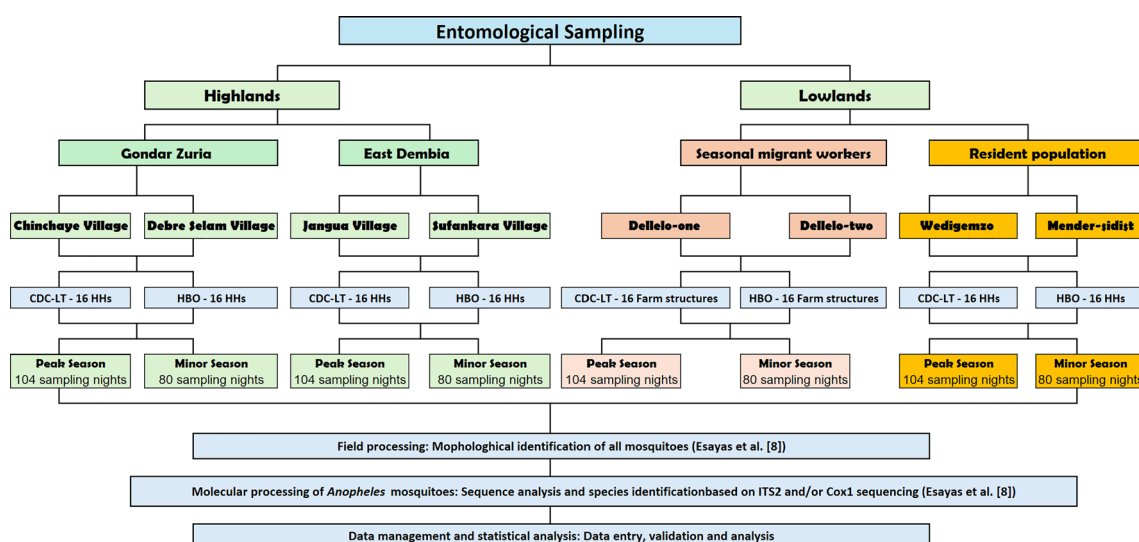 Entomological Sampling
Highlands
Lowlands
Gondar Zuria
East Dembia
Seasonal migrant workers
Resident population
Chinchaye Village
Debre Selam Village
Jangua Village
Sufankara Village
Dellelo-one
Dellelo-two
Wedigemzo
Mender-sidist
CDC-LT - 16 HHs
HBO - 16 HHs
CDC-LT - 16 HHs
HBO - 16 HHs
CDC-LT - 16 Farm structures
HBO - 16 Farm structures
CDC-LT - 16 HHs
HBO - 16 HHs
Peak Season
104 sampling nights
Minor Season
80 sampling nights
Peak Season
104 sampling nights
Minor Season
80 sampling nights
Peak Season
104 sampling nights
Minor Season
80 sampling nights
Peak Season
104 sampling nights
Minor Season
80 sampling nights
Field processing: Mophologhical identification of all mosquitoes (Esayas et al. [8])
Molecular processing of Anopheles mosquitoes: Sequence analysis and species identificationbased on ITS2 and/or Cox1 sequencing (Esayas et al. [8])
Data management and statistical analysis: Data entry, validation and analysis